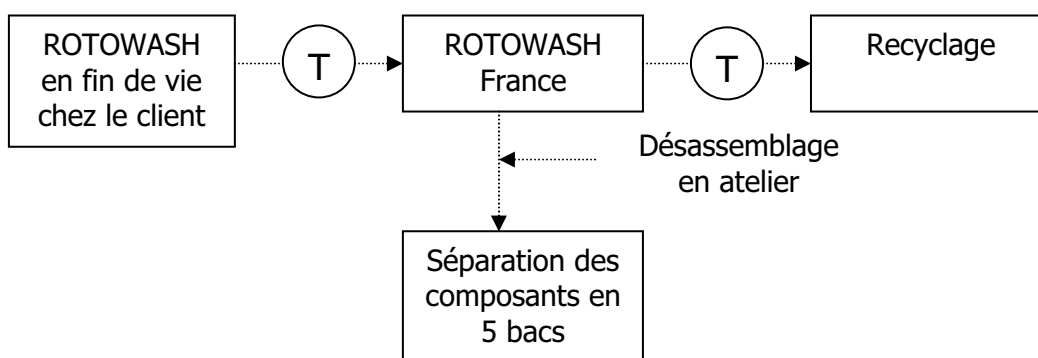 ROTOWASH
en fin de vie
chez le client
T
ROTOWASH
France
T
Recyclage
Désassemblage
en atelier
Séparation des
composants en
5 bacs